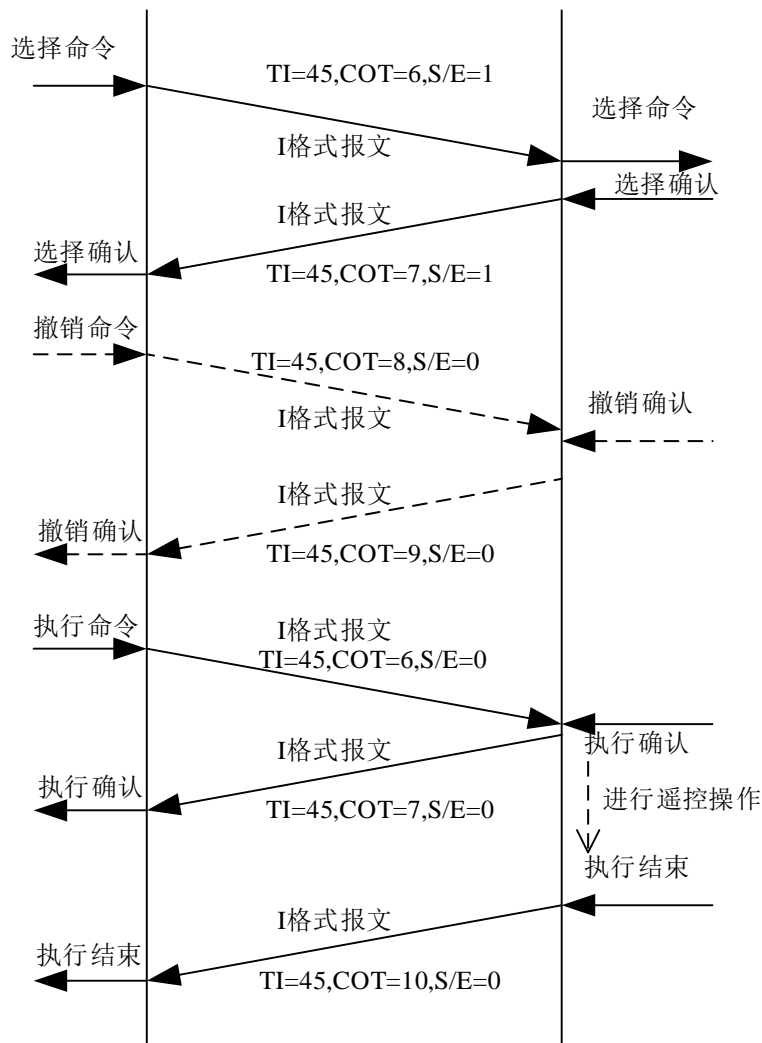 选择命令
TI=45,COT=6,S/E=1
选择命令
I格式报文
选择确认
I格式报文
选择确认
TI=45,COT=7,S/E=1
撤销命令
TI=45,COT=8,S/E=0
撤销确认
I格式报文
I格式报文
撤销确认
TI=45,COT=9,S/E=0
执行命令
I格式报文
TI=45,COT=6,S/E=0
执行确认
I格式报文
执行确认
进行遥控操作
TI=45,COT=7,S/E=0
执行结束
I格式报文
执行结束
TI=45,COT=10,S/E=0